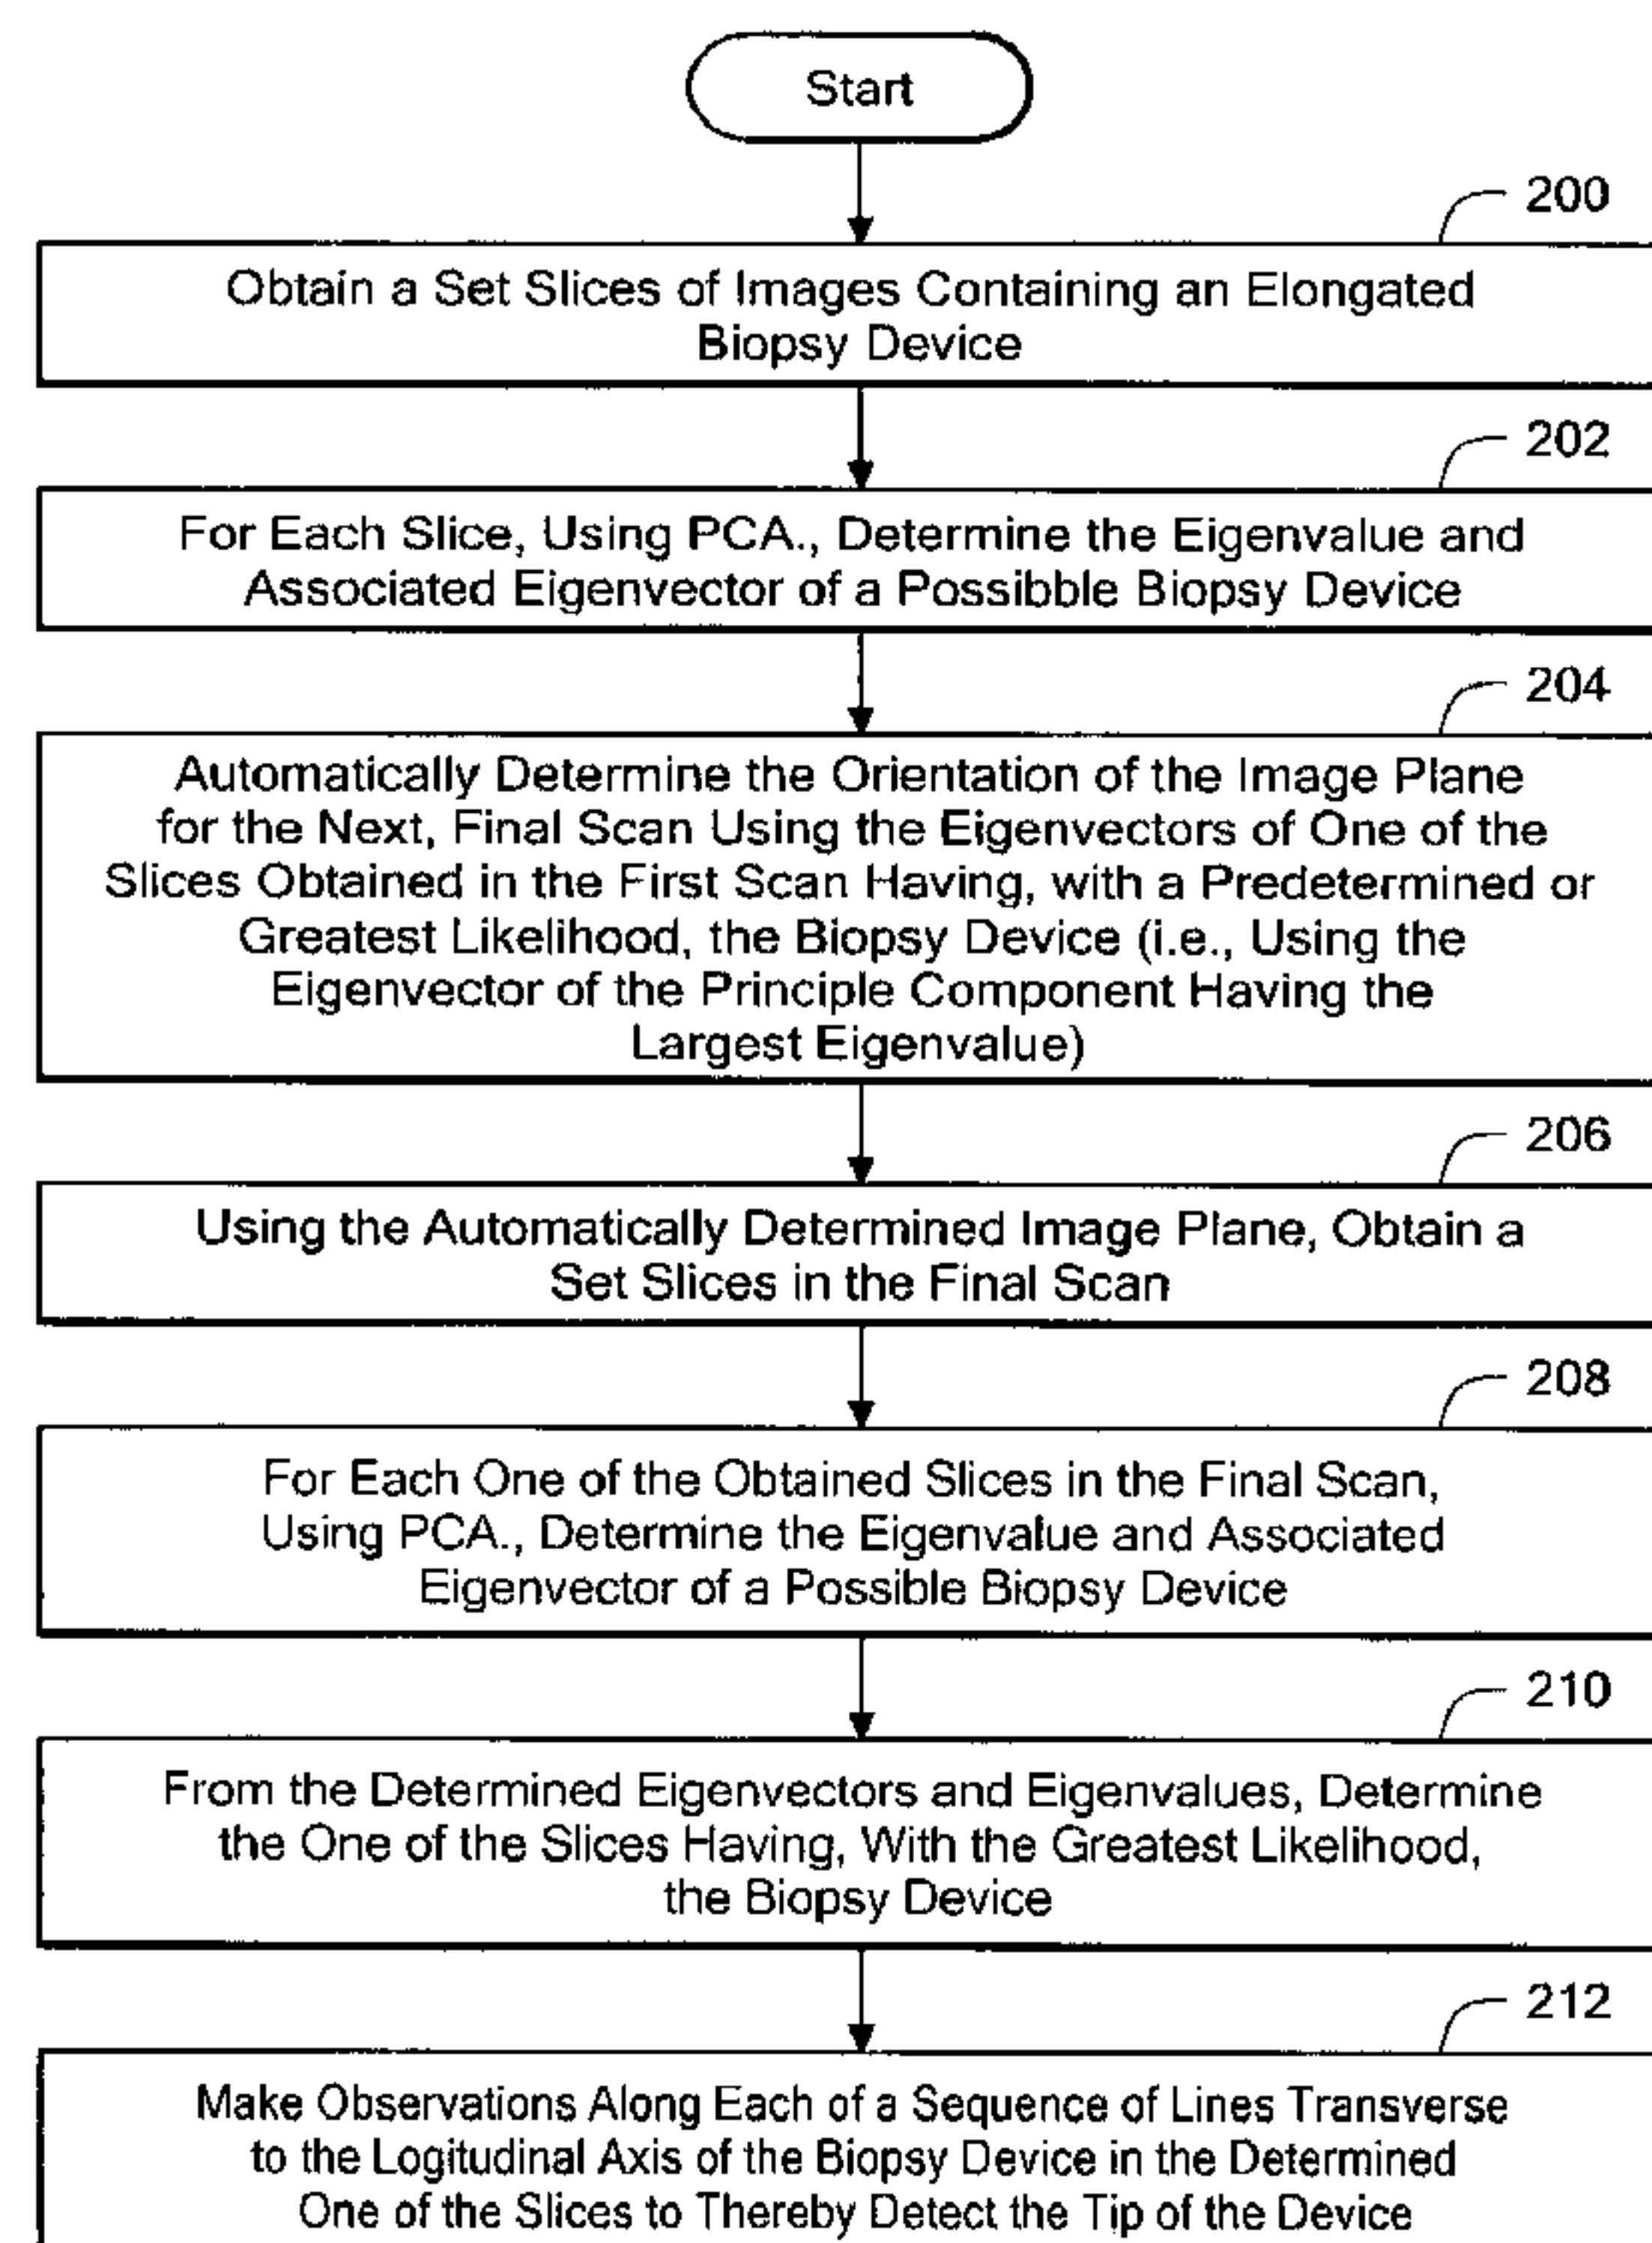 Start
200
Obtain a Set Slices of Images Containing an Elongated
Biopsy Device
202
For Each Slice, Using PCA., Determine the Eigenvalue and
Associated Eigenvector of a Possibble Biopsy Device
204
Automatically Determine the Orientation of the Image Plane
for the Next, Final Scan Using the Eigenvectors of One of the
Slices Obtained in the First Scan Having, with a Predetermined or
Greatest Likelihood, the Biopsy Device (i.e., Using the
Eigenvector of the Principle Component Having the
Largest Eigenvalue)
206
Using the Automatically Determined Image Plane, Obtain a
Set Slices in the Final Scan
208
For Each One of the Obtained Slices in the Final Scan,
Using PCA., Determine the Eigenvalue and Associated
Eigenvector of a Possible Biopsy Device
210
From the Determined Eigenvectors and Eigenvalues, Determine
the One of the Slices Having, With the Greatest Likelihood,
the Biopsy Device
212
Make Observations Along Each of a Sequence of Lines Transverse
to the Logitudinal Axis of the Biopsy Device in the Determined
One of the Slices to Thereby Detect the Tip of the Device